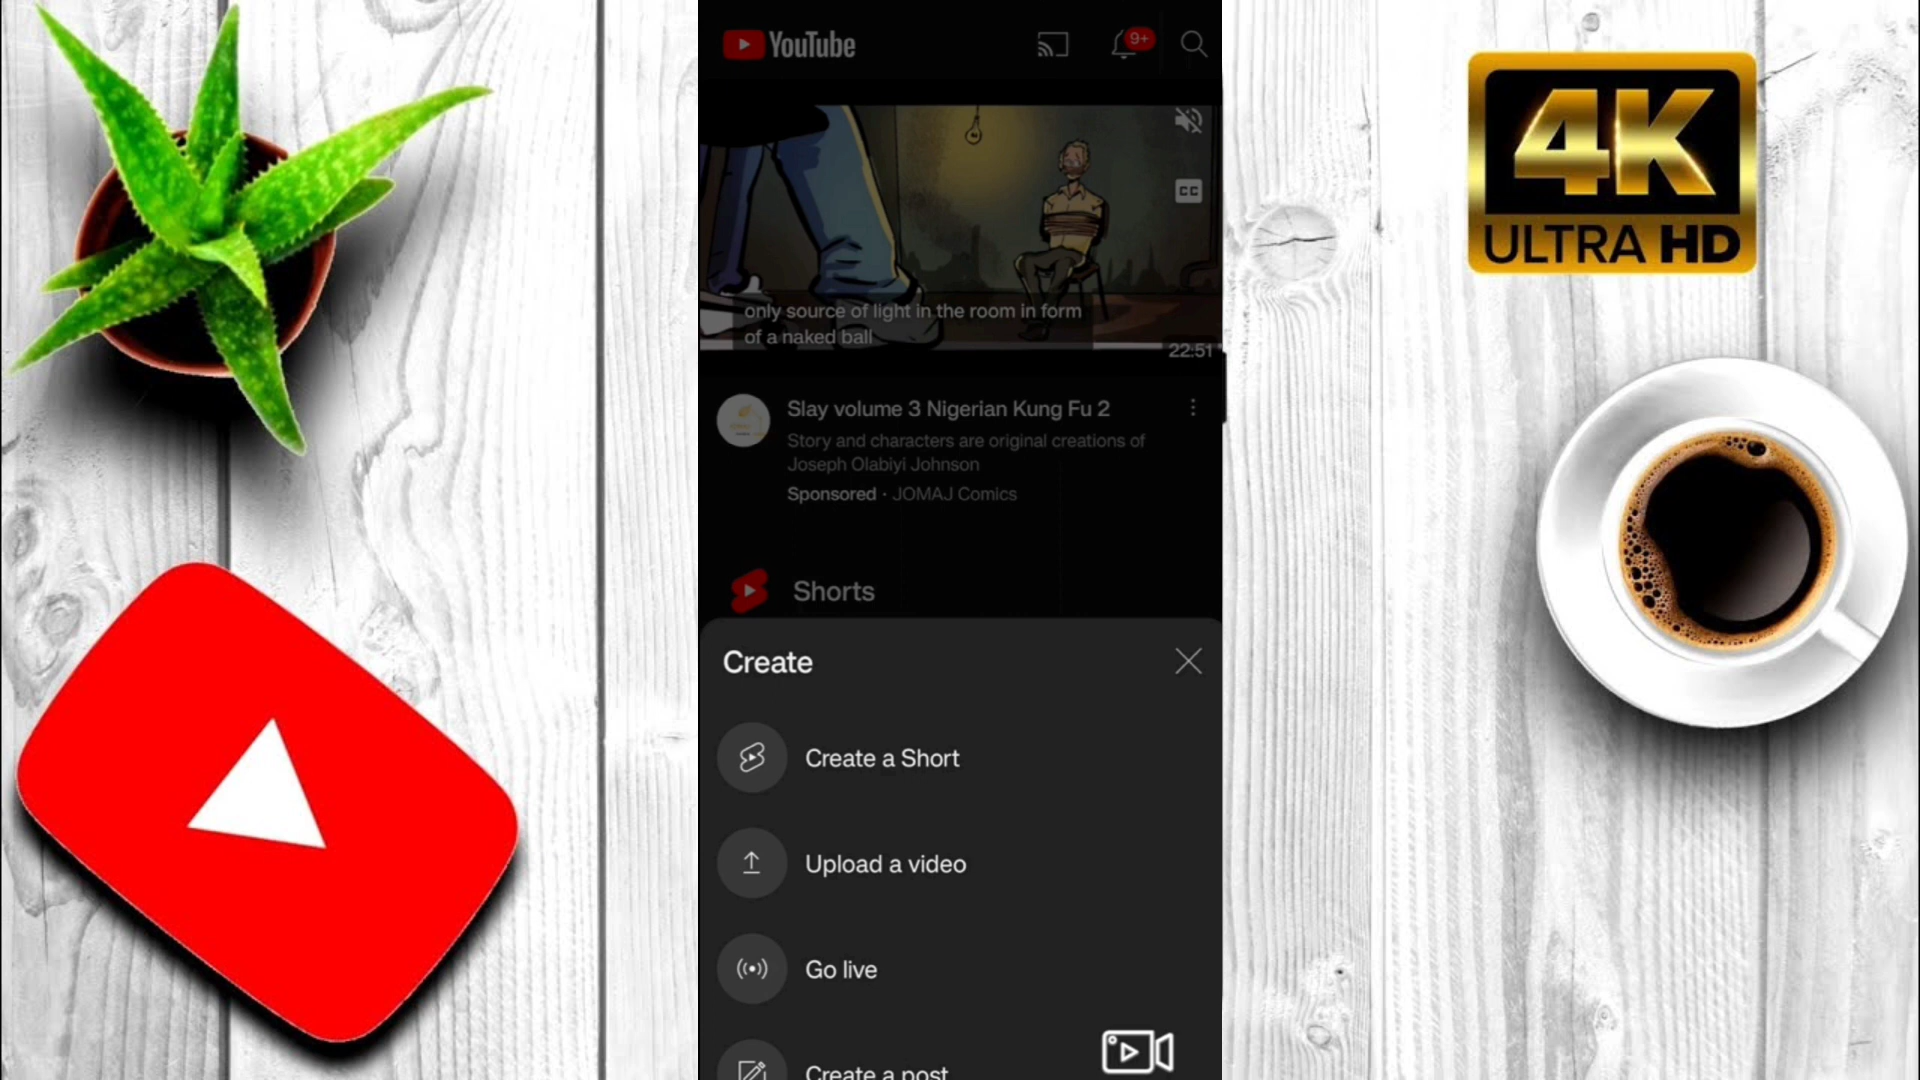 YouTube
9+
4K
ULTRA HD
CC
only source of light in the room in form
of a naked ball
22:51
Slay volume 3 Nigerian Kung Fu 2
Story and characters are original creations of
Joseph Olabiyi Johnson
Sponsored · JOMAJ Comics
Shorts
Create
Create a Short
Upload a video
Go live
Create a post